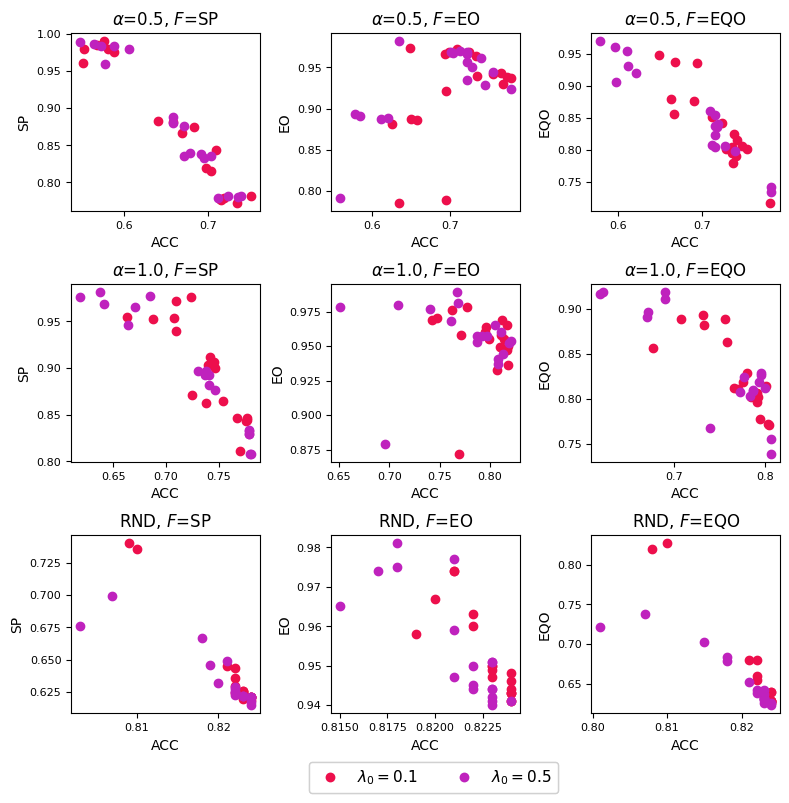 α=0.5, F=SP
α=0.5, F=EO
α=0.5, F=EQO
1.00
0.95
0.90
0.85
0.80
SP
0.6
0.7
ACC
0.95
0.90
0.85
0.80
EO
0.6
0.7
ACC
0.95
0.90
0.85
0.80
0.75
EQO
0.6
0.7
ACC
α=1.0, F=SP
α=1.0, F=EO
α=1.0, F=EQO
0.95
0.90
0.85
0.80
SP
0.65
0.70
0.75
ACC
0.975
0.950
0.925
0.900
0.875
EO
0.65
0.70
0.75
0.80
ACC
0.90
0.85
0.80
0.75
EQO
0.7
0.8
ACC
RND, F=SP
RND, F=EO
RND, F=EQO
0.725
0.700
0.675
0.650
0.625
SP
0.81
0.82
ACC
0.98
0.97
0.96
0.95
0.94
EO
0.8150
0.8175
0.8200
0.8225
ACC
0.80
0.75
0.70
0.65
EQO
0.80
0.81
0.82
ACC
λ₀ = 0.1
λ₀ = 0.5